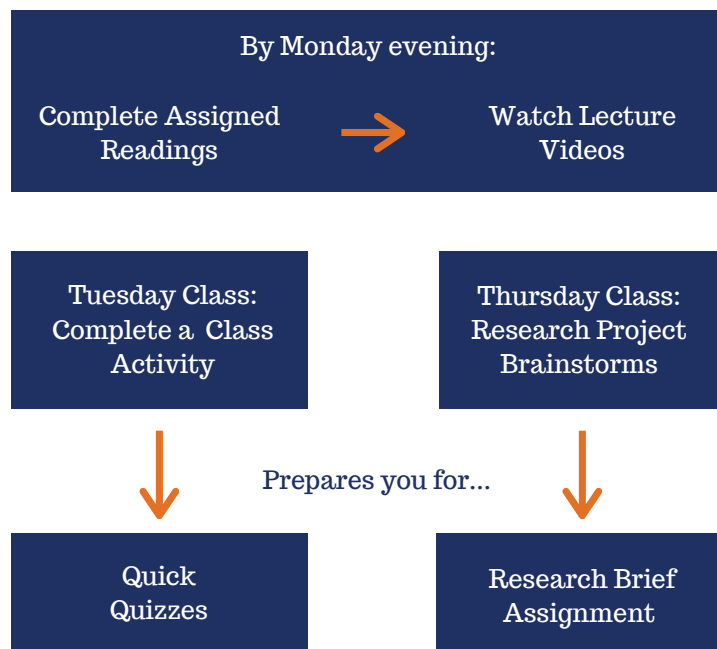 By Monday evening:
Complete Assigned
Readings
Watch Lecture
Videos
Tuesday Class:
Complete a  Class
Activity
Thursday Class:
Research Project
Brainstorms
Prepares you for...
Quick
Quizzes
Research Brief
Assignment